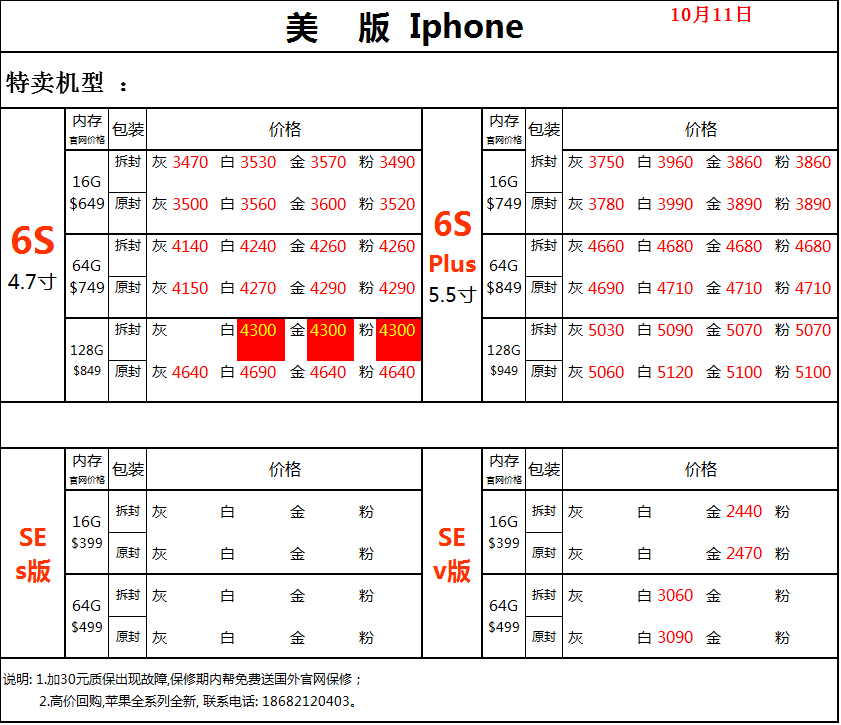 美 版 Iphone
10月11日
特卖机型 ：
内存 包装 价格 内存 包装 价格
官网价格 官网价格
6S
4.7寸
16G
$649
拆封 灰 3470 白 3530 金 3570 粉 3490
原封 灰 3500 白 3560 金 3600 粉 3520
64G
$749
拆封 灰 4140 白 4240 金 4260 粉 4260
原封 灰 4150 白 4270 金 4290 粉 4290
128G
$849
拆封 灰 白 4300 金 4300 粉 4300
原封 灰 4640 白 4690 金 4640 粉 4640
6S
Plus
5.5寸
16G
$749
拆封 灰 3750 白 3960 金 3860 粉 3860
原封 灰 3780 白 3990 金 3890 粉 3890
64G
$849
拆封 灰 4660 白 4680 金 4680 粉 4680
原封 灰 4690 白 4710 金 4710 粉 4710
128G
$949
拆封 灰 5030 白 5090 金 5070 粉 5070
原封 灰 5060 白 5120 金 5100 粉 5100
内存 包装 价格 内存 包装 价格
官网价格 官网价格
SE
s版
16G
$399
拆封 灰 白 金 粉
原封 灰 白 金 粉
64G
$499
拆封 灰 白 金 粉
原封 灰 白 金 粉
SE
v版
16G
$399
拆封 灰 白 金 2440 粉
原封 灰 白 金 2470 粉
64G
$499
拆封 灰 白 3060 金 粉
原封 灰 白 3090 金 粉
说明: 1.加30元质保出现故障,保修期内帮免费送国外官网保修；
2.高价回购,苹果全系列全新, 联系电话: 18682120403。